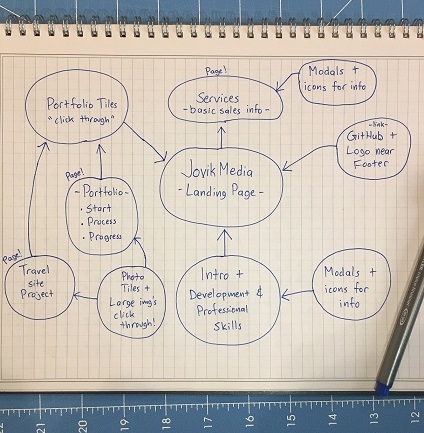 Page!
Services
-basic sales info-
Modals +
icons for info
Portfolio Tiles
"click through"
-link-
GitHub +
Logo near
Footer
Jovik Media
- Landing Page -
Page!
- Portfolio -
• Start
• Process
• Progress
Page!
Travel
site
Project
Photo
Tiles +
Large img's
click
through!
Intro +
Development &
Professional
Skills
Modals +
icons for
info
21
20
19
18
17
16
15
14
13
12